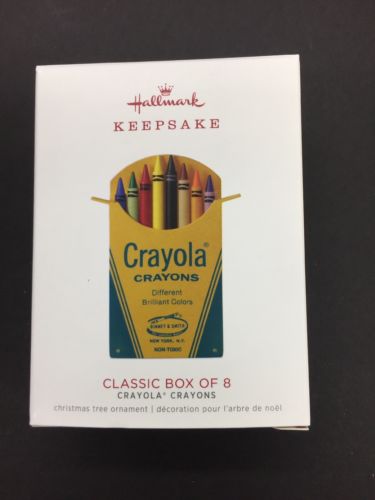 Hallmark
KEEPSAKE
Crayola®
CRAYONS
Different
Brilliant Colors
BINNEY & SMITH
NEW YORK, N.Y.
NON-TOXIC
CLASSIC BOX OF 8
CRAYOLA® CRAYONS
christmas tree ornament | décoration pour l'arbre de noël